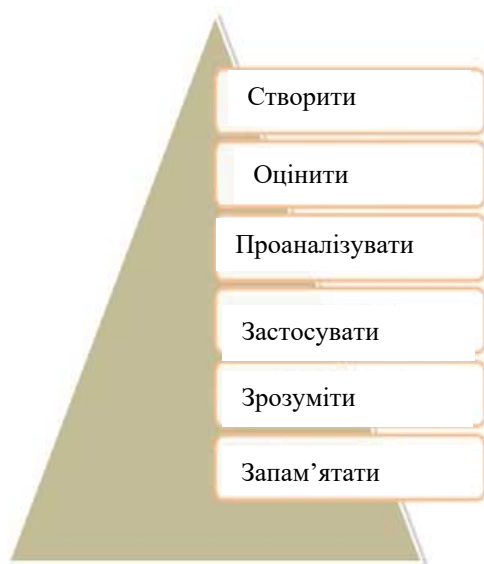 Створити
Оцінити
Проаналізувати
Застосувати
Зрозуміти
Запам’ятати